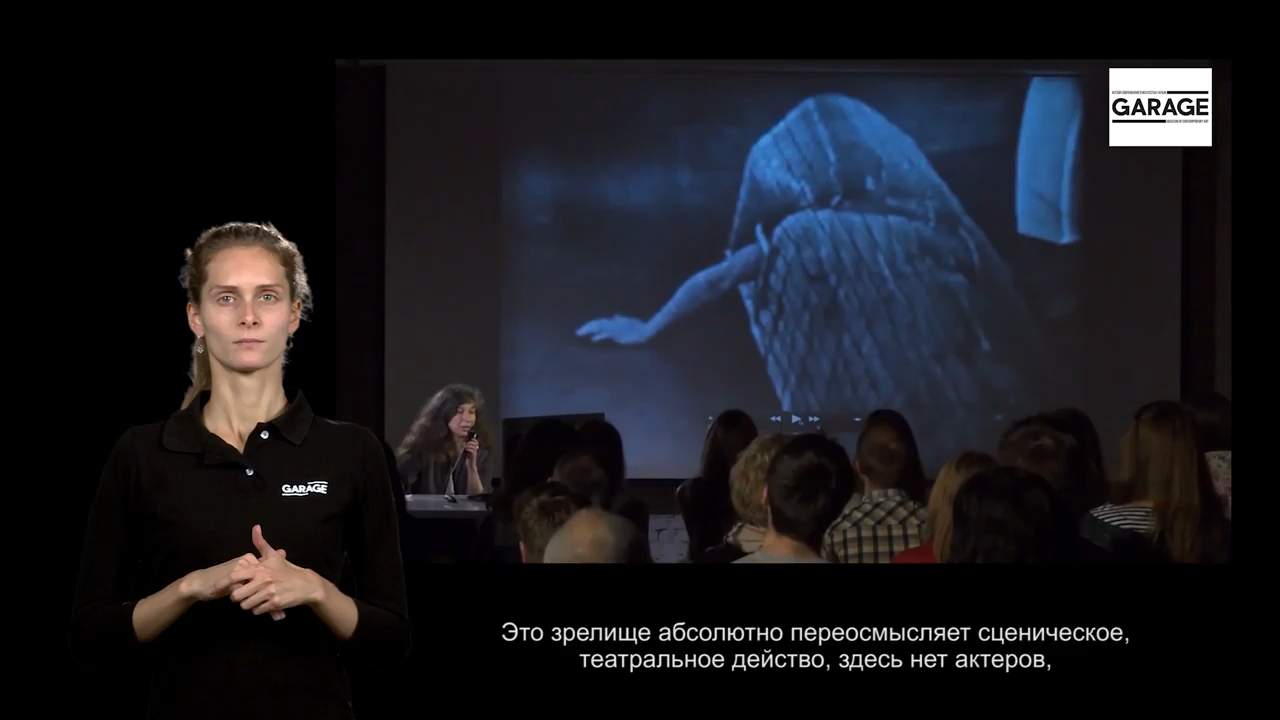 GARAGE
GARAGE
Это зрелище абсолютно переосмысляет сценическое,
театральное действо, здесь нет актеров,